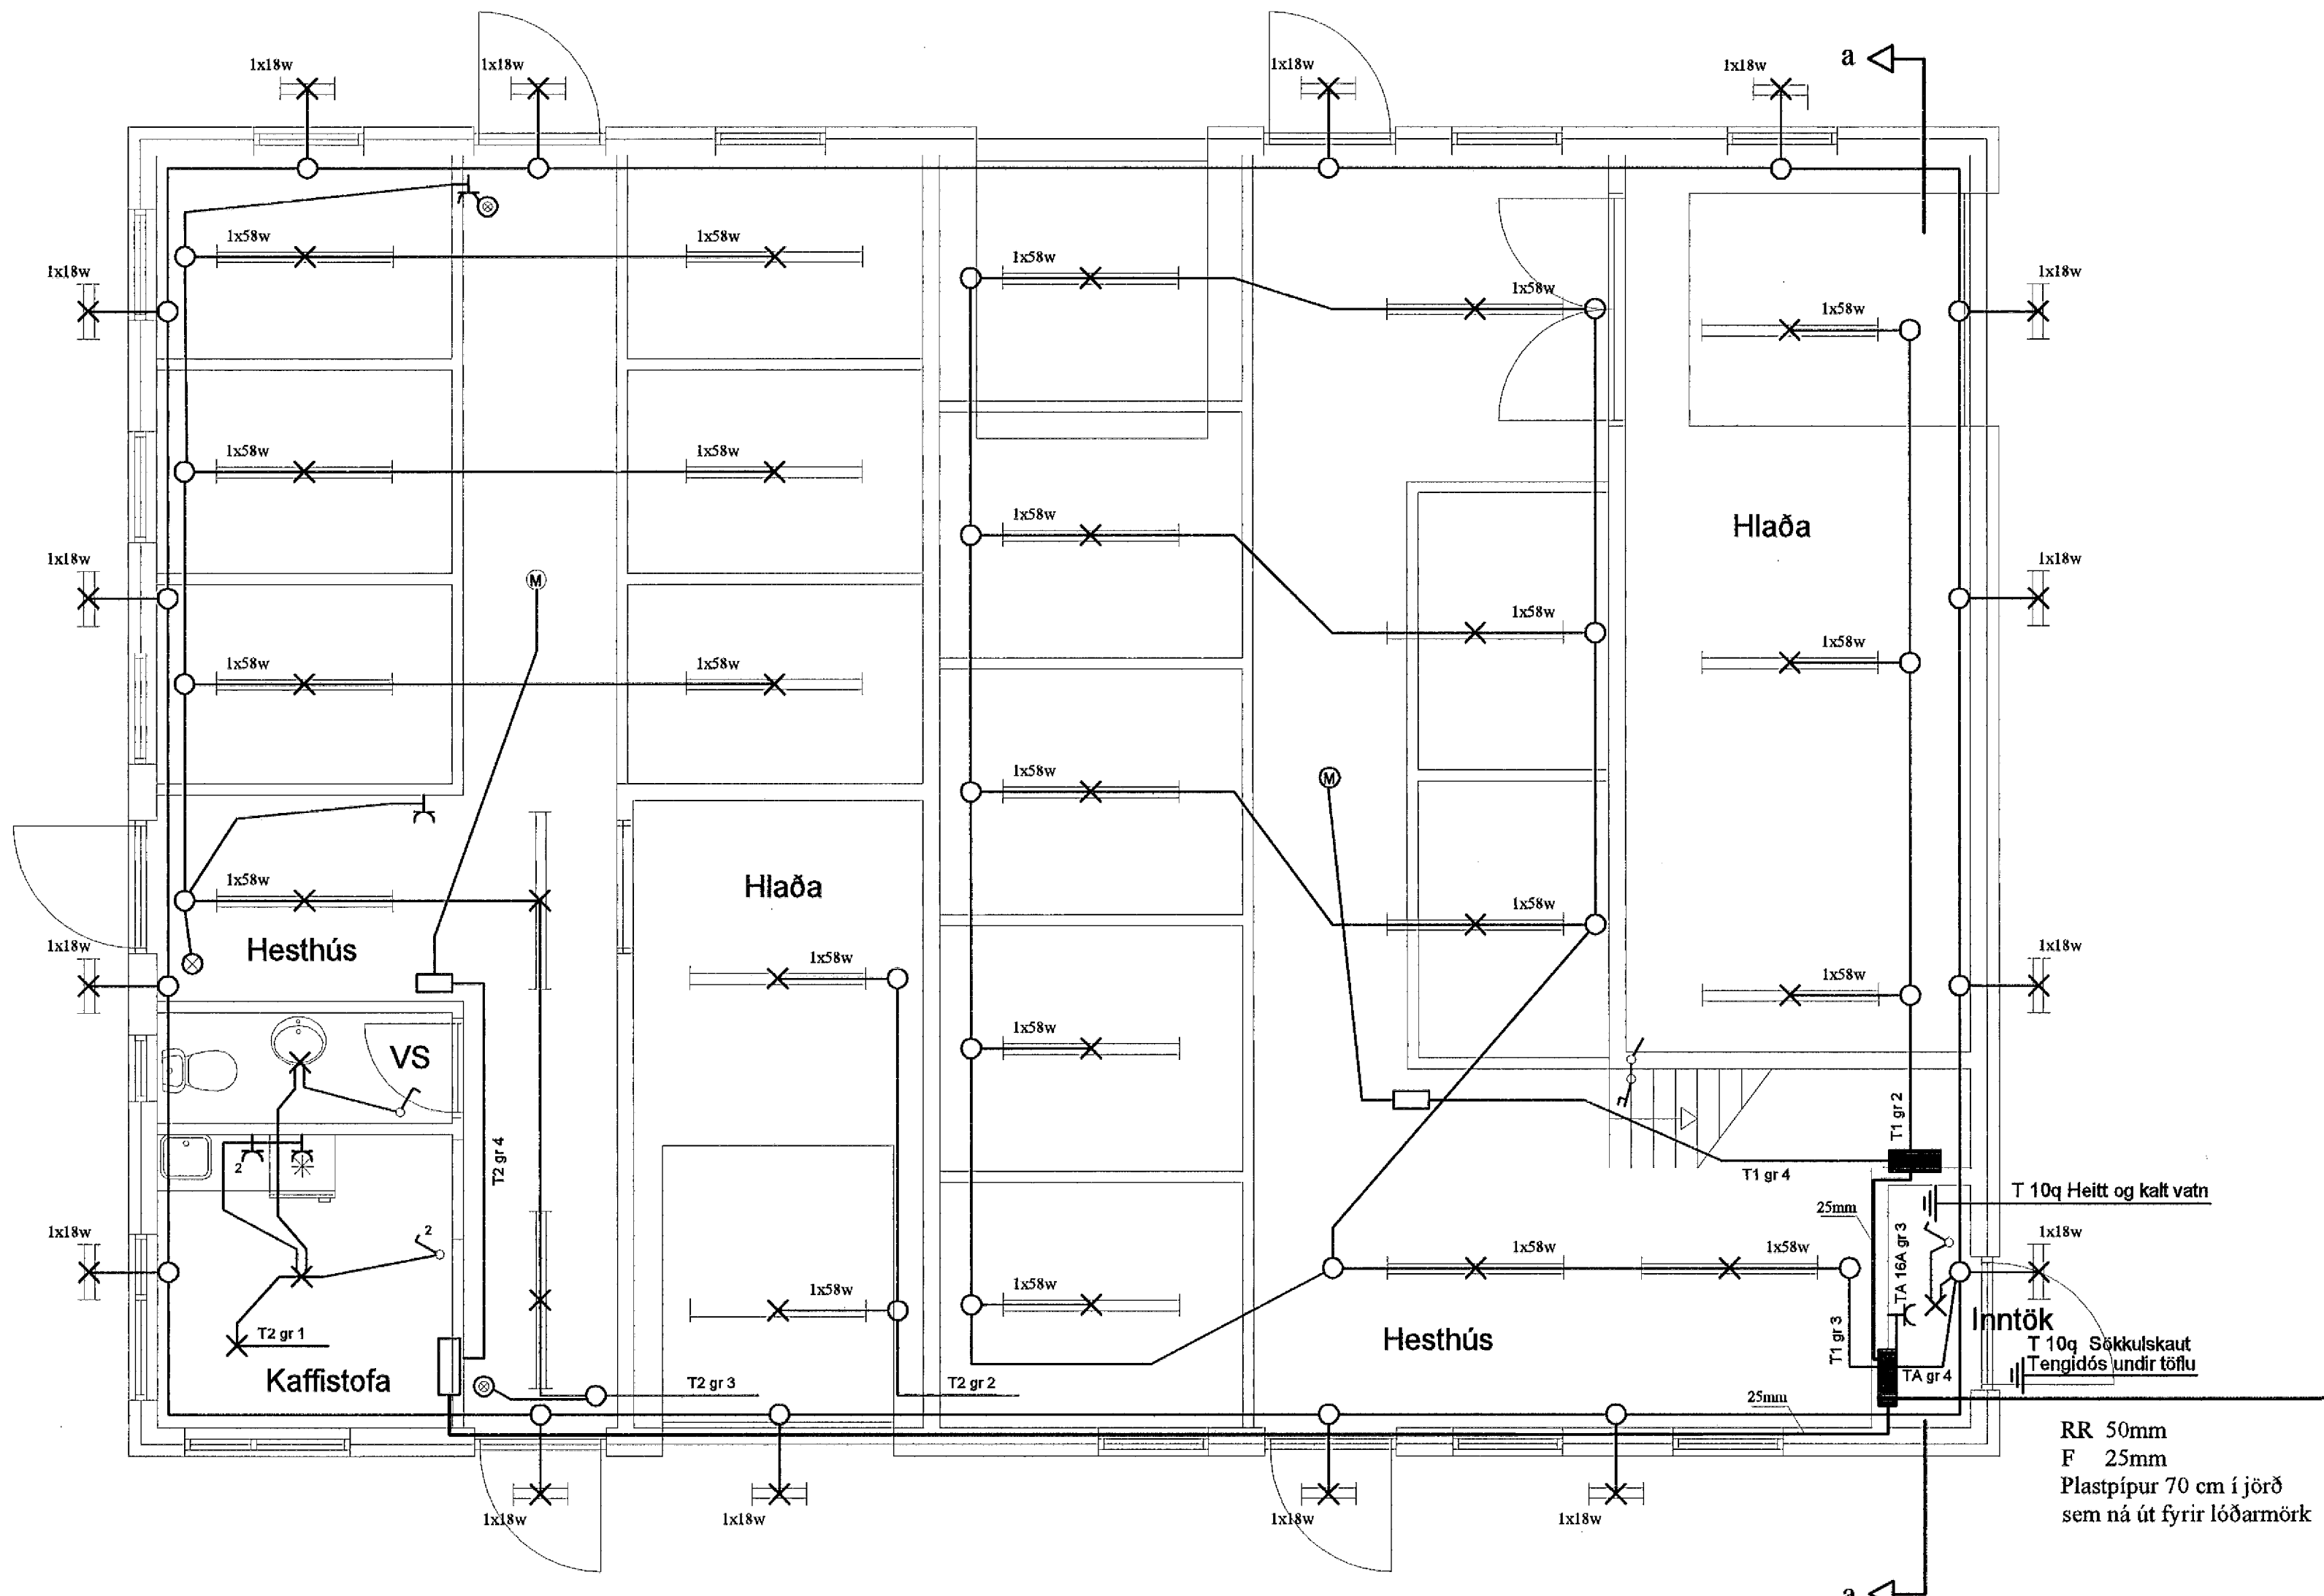 1x18w
1x18w
1x18w
1x18w
a
1x58w
1x58w
1x58w
1x18w
1x18w
1x58w
1x58w
1x58w
1x58w
1x58w
Hlaða
1x18w
1x18w
M
1x58w
1x58w
1x58w
1x58w
1x58w
M
1x58w
1x58w
Hlaða
1x58w
Hesthús
1x18w
1x18w
1x58w
1x58w
1x58w
VS
T2 gr 4
T1 gr 2
2
T1 gr 4
T 10q Heitt og kalt vatn
25mm
TA 16A gr 3
1x18w
2
1x18w
1x58w
1x58w
1x58w
1x58w
Hesthús
T1 gr 3
Inntök
T2 gr 1
T 10q Sökkulskaut
Tengidós undir töflu
Kaffistofa
T2 gr 3
T2 gr 2
TA gr 4
25mm
RR 50mm
F 25mm
Plastpípur 70 cm í jörð
sem ná út fyrir lóðarmörk
1x18w
1x18w
1x18w
1x18w
a